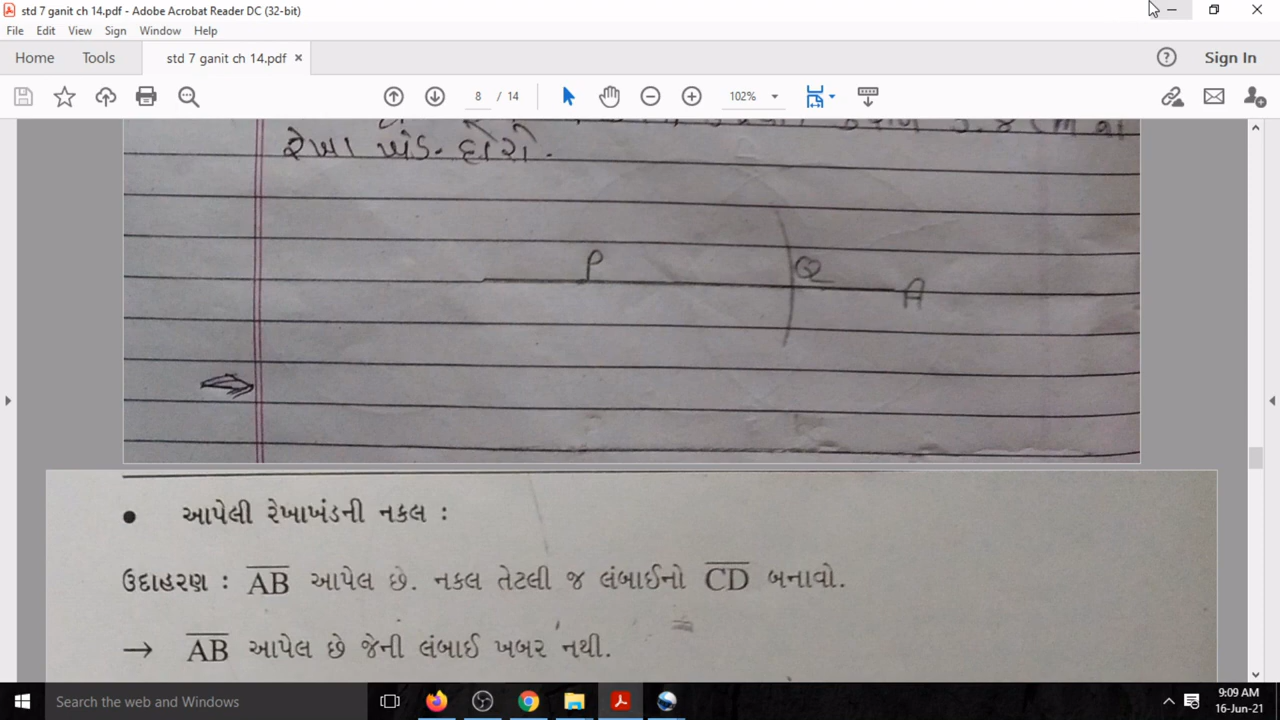 std 7 ganit ch 14.pdf - Adobe Acrobat Reader DC (32-bit)
File Edit View Sign Window Help
Home Tools std 7 ganit ch 14.pdf × Sign In
8 / 14 102%
રેખા ખંડ દોરો.
P
Q
A
• આપેલી રેખાખંડની નકલ :
ઉદાહરણ : AB આપેલ છે. નકલ તેટલી જ લંબાઈનો CD બનાવો.
→ AB આપેલ છે જેની લંબાઈ ખબર નથી.
Search the web and Windows
9:09 AM
16-Jun-21